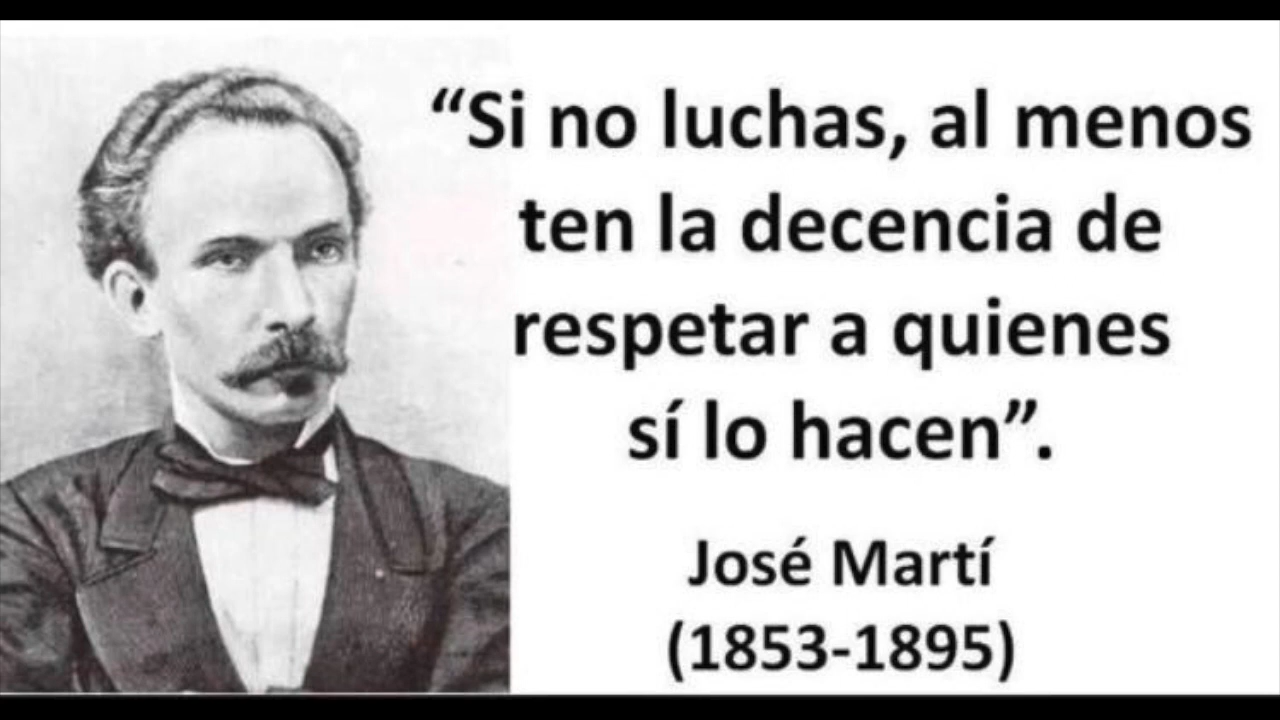 “Si no luchas, al menos
ten la decencia de
respetar a quienes
sí lo hacen”.
José Martí
(1853-1895)